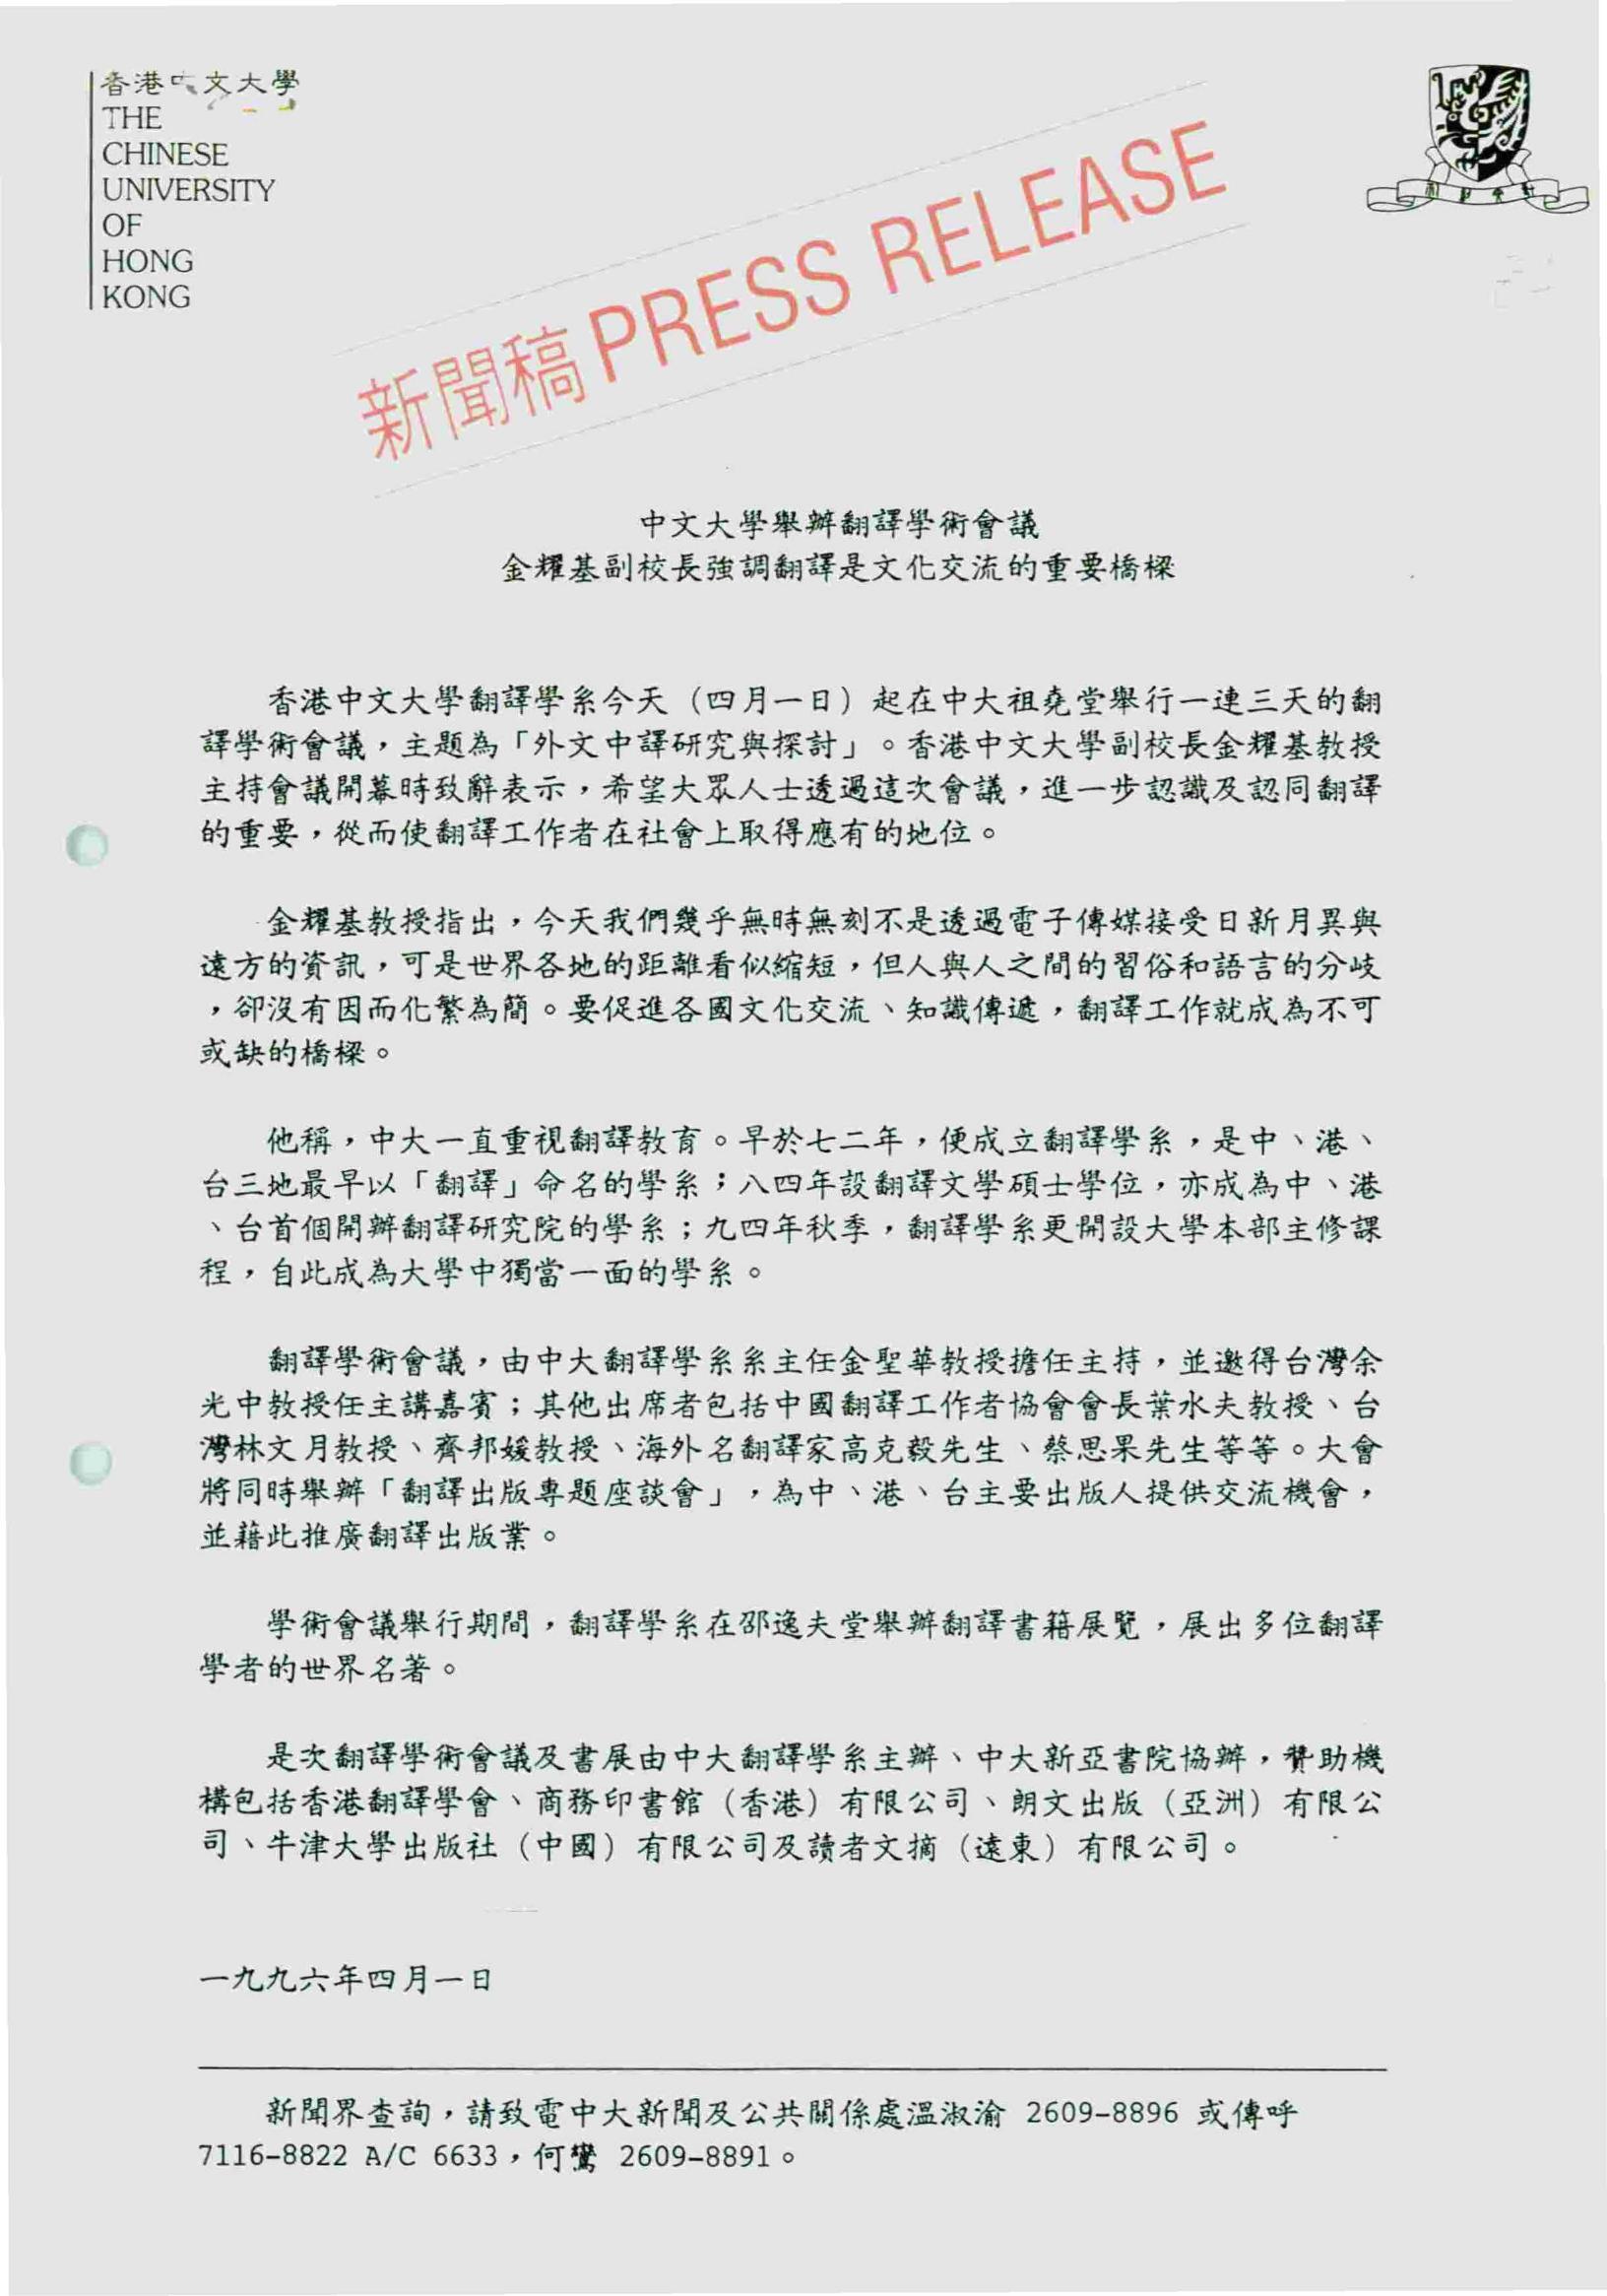 香港中文大學
THE
CHINESE
UNIVERSITY
OF
HONG
KONG
新聞稿 PRESS RELEASE
中文大學舉辦翻譯學術會議
金耀基副校長強調翻譯是文化交流的重要橋樑
香港中文大學翻譯學系今天（四月一日）起在中大祖堯堂舉行一連三天的翻
譯學術會議，主題為「外文中譯研究與探討」。香港中文大學副校長金耀基教授
主持會議開幕時致辭表示，希望大眾人士透過這次會議，進一步認識及認同翻譯
的重要，從而使翻譯工作者在社會上取得應有的地位。
金耀基教授指出，今天我們幾乎無時無刻不是透過電子傳媒接受日新月異與
遠方的資訊，可是世界各地的距離看似縮短，但人與人之間的習俗和語言的分歧
，卻沒有因而化繁為簡。要促進各國文化交流、知識傳遞，翻譯工作就成為不可
或缺的橋樑。
他稱，中大一直重視翻譯教育。早於七二年，便成立翻譯學系，是中、港、
台三地最早以「翻譯」命名的學系；八四年設翻譯文學碩士學位，亦成為中、港
、台首個開辦翻譯研究院的學系；九四年秋季，翻譯學系更開設大學本部主修課
程，自此成為大學中獨當一面的學系。
翻譯學術會議，由中大翻譯學系系主任金聖華教授擔任主持，並邀得台灣余
光中教授任主講嘉賓；其他出席者包括中國翻譯工作者協會會長葉水夫教授、台
灣林文月教授、齊邦媛教授、海外名翻譯家高克毅先生、蔡思果先生等等。大會
將同時舉辦「翻譯出版專題座談會」，為中、港、台主要出版人提供交流機會，
並藉此推廣翻譯出版業。
學術會議舉行期間，翻譯學系在邵逸夫堂舉辦翻譯書籍展覽，展出多位翻譯
學者的世界名著。
是次翻譯學術會議及書展由中大翻譯學系主辦、中大新亞書院協辦，贊助機
構包括香港翻譯學會、商務印書館（香港）有限公司、朗文出版（亞洲）有限公
司、牛津大學出版社（中國）有限公司及讀者文摘（遠東）有限公司。
一九九六年四月一日
新聞界查詢，請致電中大新聞及公共關係處溫淑渝 2609-8896 或傳呼
7116-8822 A/C 6633，何鸞 2609-8891。